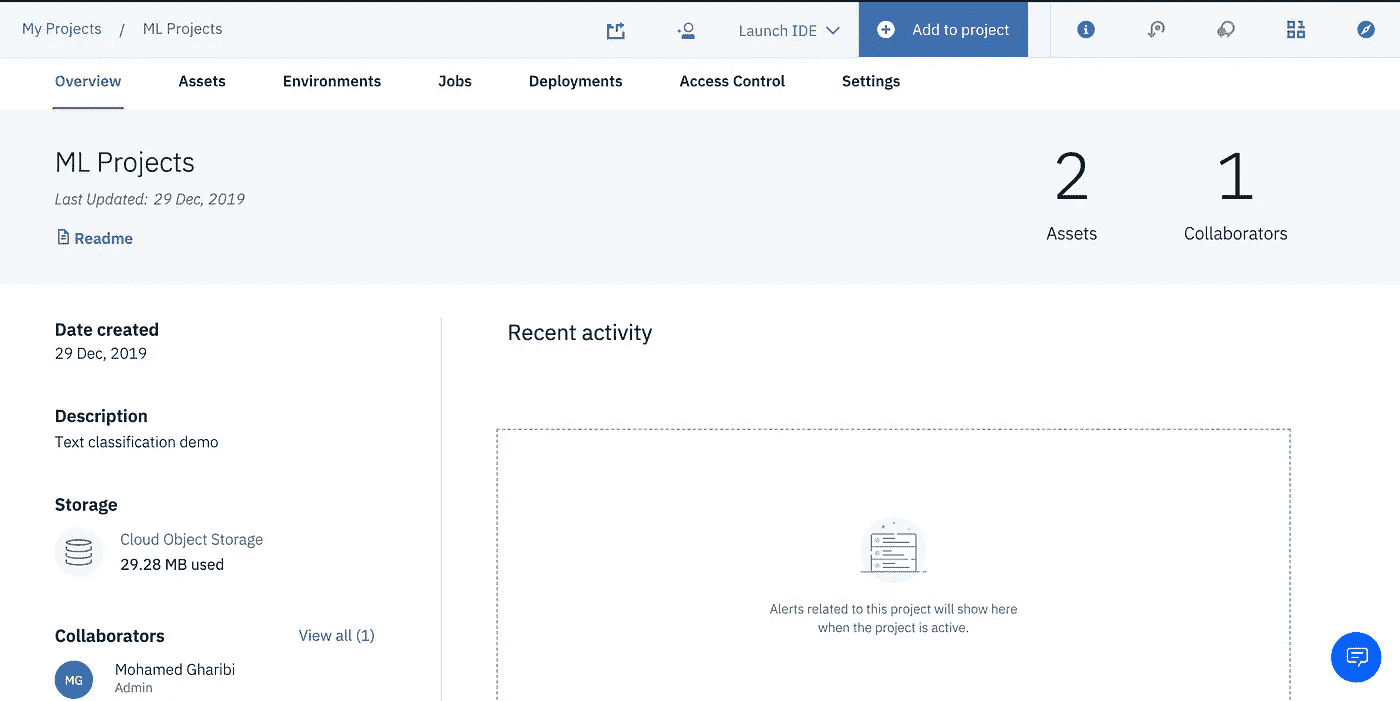 My Projects / ML Projects
Launch IDE
Add to project
Overview Assets Environments Jobs Deployments Access Control Settings
ML Projects
Last Updated: 29 Dec, 2019
Readme
2
Assets
1
Collaborators
Date created
29 Dec, 2019
Description
Text classification demo
Storage
Cloud Object Storage
29.28 MB used
Collaborators View all (1)
MG
Mohamed Gharibi
Admin
Recent activity
Alerts related to this project will show here
when the project is active.